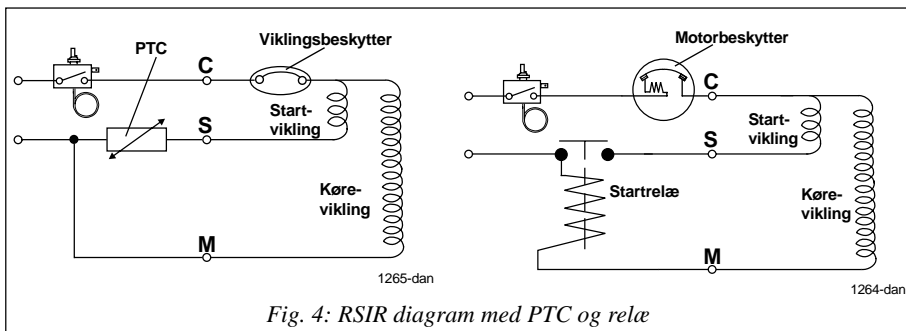 PTC
Viklingsbeskytter
C
Start-
vikling
S
Køre-
vikling
M
1265-dan
Motorbeskytter
C
Start-
vikling
S
Startrelæ
Køre-
vikling
M
1264-dan
Fig. 4: RSIR diagram med PTC og relæ